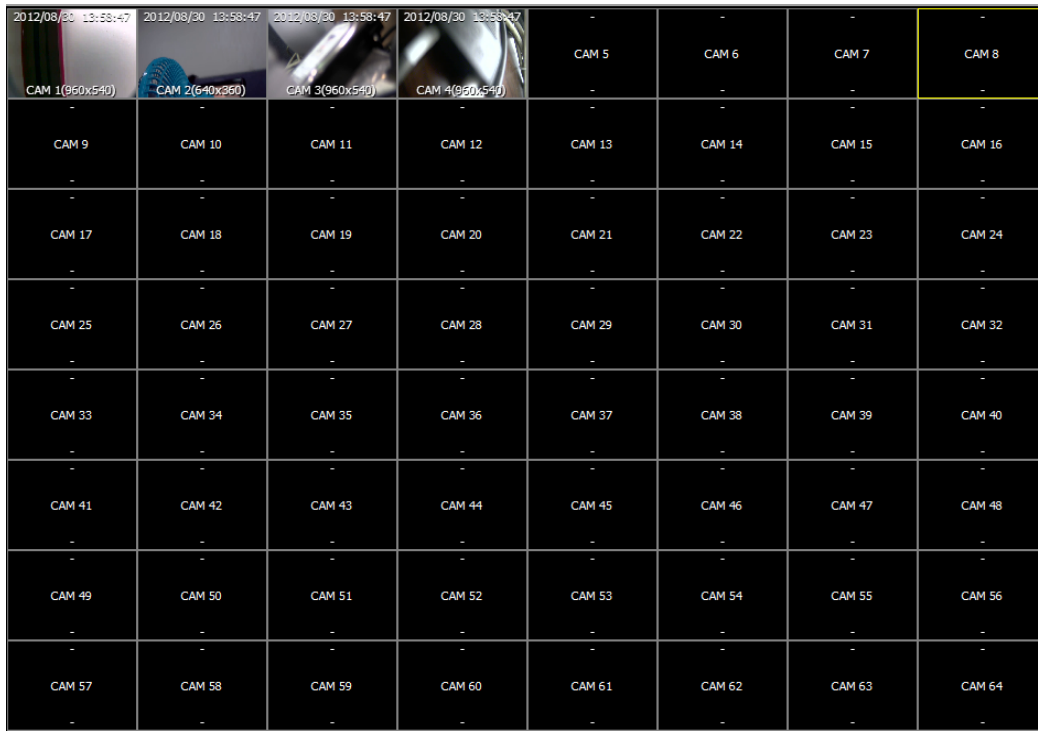 2012/08/30 13:58:47 2012/08/30 13:58:47 2012/08/30 13:58:47 2012/08/30 13:58:47 - - - -
CAM 5 CAM 6 CAM 7 CAM 8
CAM 1(960x540) CAM 2(640x360) CAM 3(960x540) CAM 4(960x540) - - - -
- - - - - - - -
CAM 9 CAM 10 CAM 11 CAM 12 CAM 13 CAM 14 CAM 15 CAM 16
- - - - - - - -
- - - - - - - -
CAM 17 CAM 18 CAM 19 CAM 20 CAM 21 CAM 22 CAM 23 CAM 24
- - - - - - - -
- - - - - - - -
CAM 25 CAM 26 CAM 27 CAM 28 CAM 29 CAM 30 CAM 31 CAM 32
- - - - - - - -
- - - - - - - -
CAM 33 CAM 34 CAM 35 CAM 36 CAM 37 CAM 38 CAM 39 CAM 40
- - - - - - - -
- - - - - - - -
CAM 41 CAM 42 CAM 43 CAM 44 CAM 45 CAM 46 CAM 47 CAM 48
- - - - - - - -
- - - - - - - -
CAM 49 CAM 50 CAM 51 CAM 52 CAM 53 CAM 54 CAM 55 CAM 56
- - - - - - - -
- - - - - - - -
CAM 57 CAM 58 CAM 59 CAM 60 CAM 61 CAM 62 CAM 63 CAM 64
- - - - - - - -